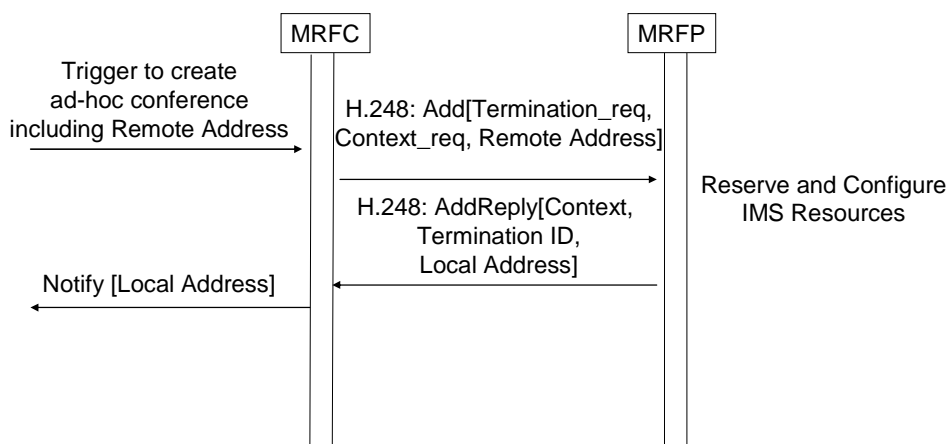 MRFC
MRFP
Trigger to create
ad-hoc conference
including Remote Address
H.248: Add[Termination_req,
Context_req, Remote Address]
Reserve and Configure
IMS Resources
H.248: AddReply[Context,
Termination ID,
Local Address]
Notify [Local Address]